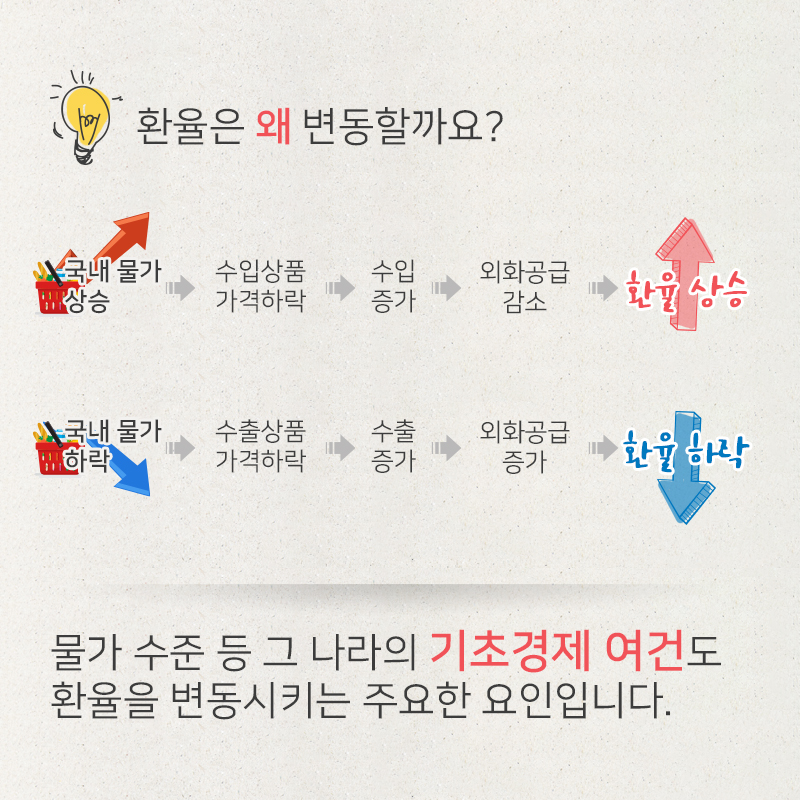 환율은 왜 변동할까요?
국내 물가
상승
수입상품
가격하락
수입
증가
외화공급
감소
환율 상승
국내 물가
하락
수출상품
가격하락
수출
증가
외화공급
증가
환율 하락
물가 수준 등 그 나라의 기초경제 여건도
환율을 변동시키는 주요한 요인입니다.